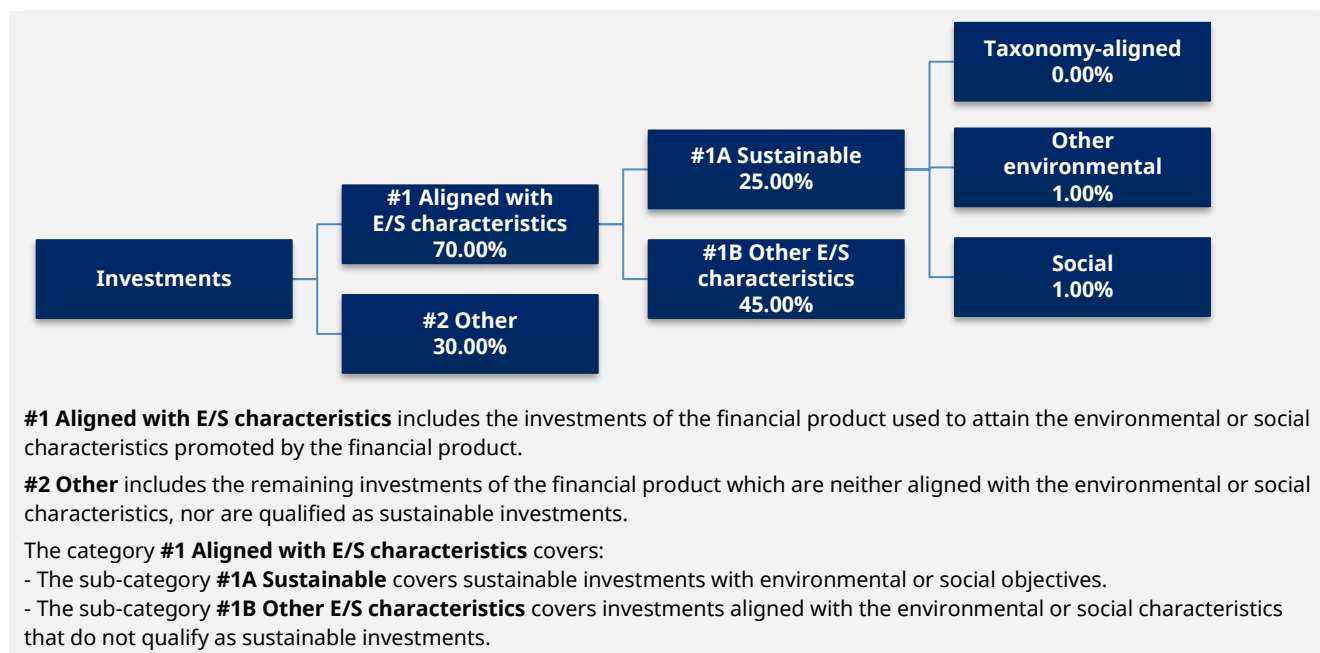 Taxonomy-aligned
0.00%
Other
environmental
1.00%
#1A Sustainable
25.00%
#1 Aligned with
E/S characteristics
70.00%
Social
1.00%
#1B Other E/S
characteristics
45.00%
Investments
#2 Other
30.00%
#1 Aligned with E/S characteristics includes the investments of the financial product used to attain the environmental or social
characteristics promoted by the financial product.
#2 Other includes the remaining investments of the financial product which are neither aligned with the environmental or social
characteristics, nor are qualified as sustainable investments.
The category #1 Aligned with E/S characteristics covers:
- The sub-category #1A Sustainable covers sustainable investments with environmental or social objectives.
- The sub-category #1B Other E/S characteristics covers investments aligned with the environmental or social characteristics
that do not qualify as sustainable investments.